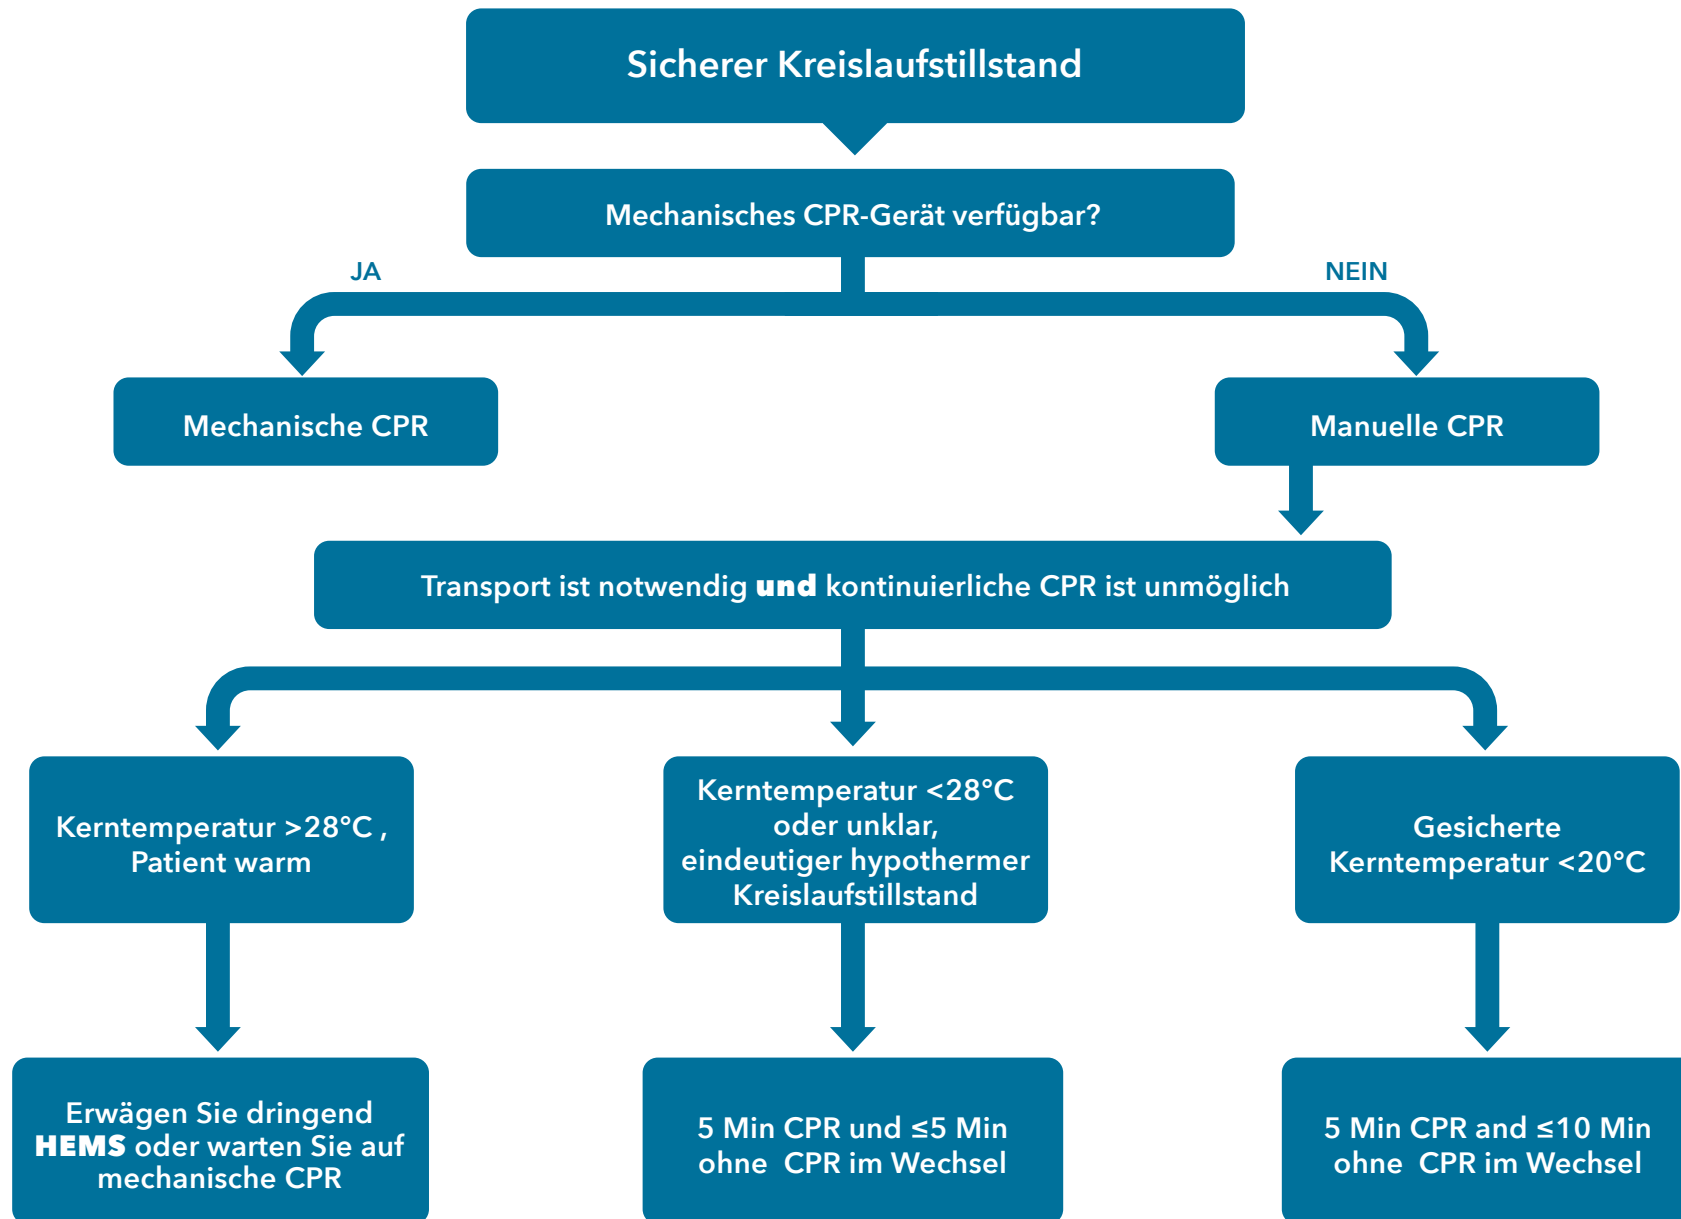 Sicherer Kreislaufstillstand
Mechanisches CPR-Gerät verfügbar?
JA
NEIN
Mechanische CPR
Manuelle CPR
Transport ist notwendig und kontinuierliche CPR ist unmöglich
Kerntemperatur >28°C ,
Patient warm
Kerntemperatur <28°C
oder unklar,
eindeutiger hypothermer
Kreislaufstillstand
Gesicherte
Kerntemperatur <20°C
Erwägen Sie dringend
HEMS oder warten Sie auf
mechanische CPR
5 Min CPR und ≤5 Min
ohne CPR im Wechsel
5 Min CPR and ≤10 Min
ohne CPR im Wechsel